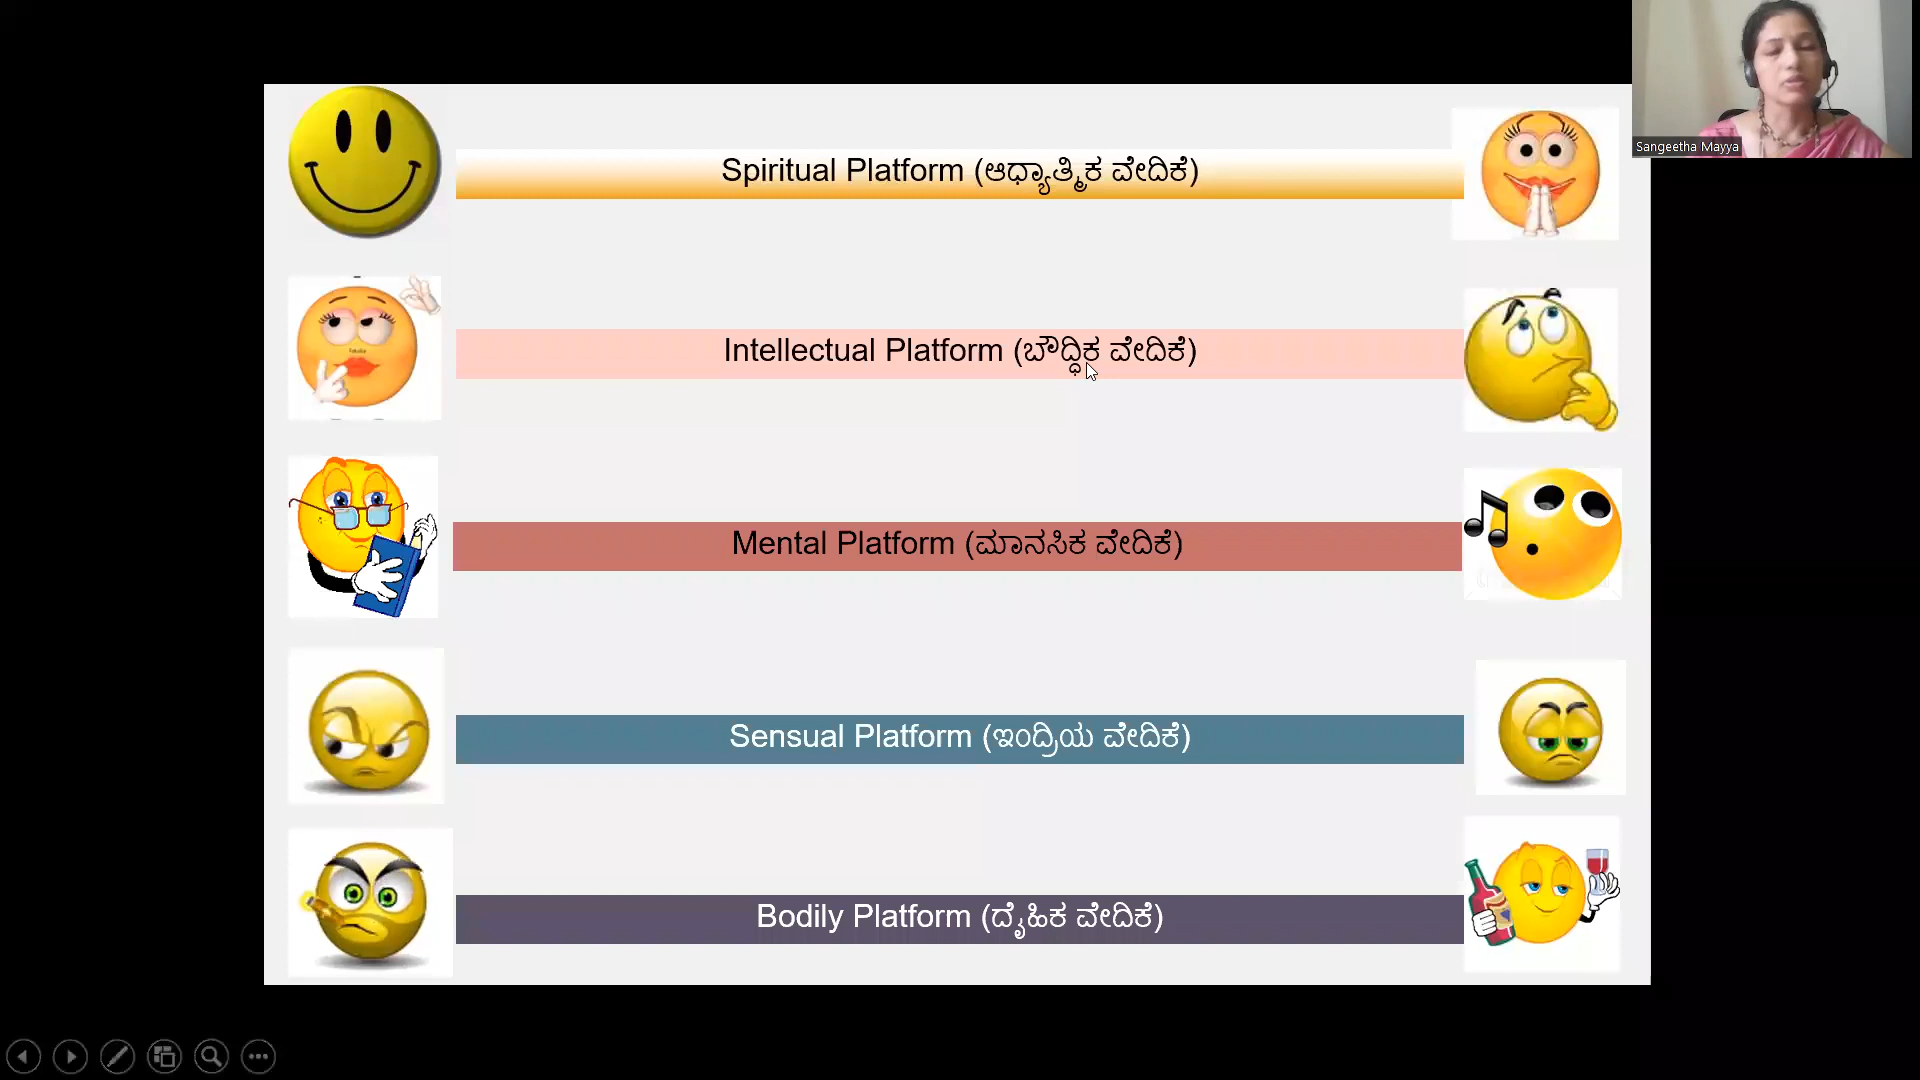 Sangeetha Mayya
Spiritual Platform (ಆಧ್ಯಾತ್ಮಿಕ ವೇದಿಕೆ)
Intellectual Platform (ಬೌದ್ಧಿಕ ವೇದಿಕೆ)
Mental Platform (ಮಾನಸಿಕ ವೇದಿಕೆ)
Sensual Platform (ಇಂದ್ರಿಯ ವೇದಿಕೆ)
Bodily Platform (ದೈಹಿಕ ವೇದಿಕೆ)